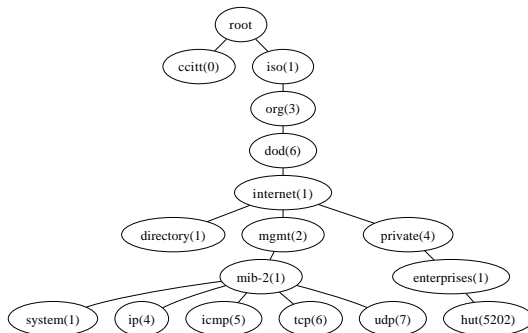 root
ccitt(0) iso(1)
org(3)
dod(6)
internet(1)
directory(1) mgmt(2) private(4)
mib-2(1) enterprises(1)
system(1) ip(4) icmp(5) tcp(6) udp(7) hut(5202)